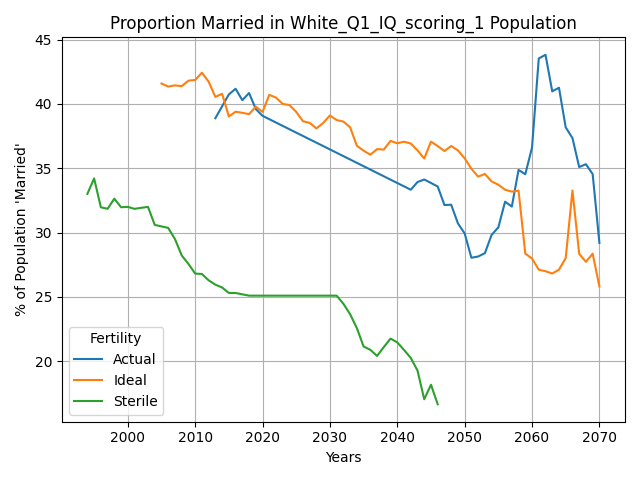 Proportion Married in White_Q1_IQ_scoring_1 Population
% of Population 'Married'
45
40
35
30
25
20
Fertility
Actual
Ideal
Sterile
2000 2010 2020 2030 2040 2050 2060 2070
Years